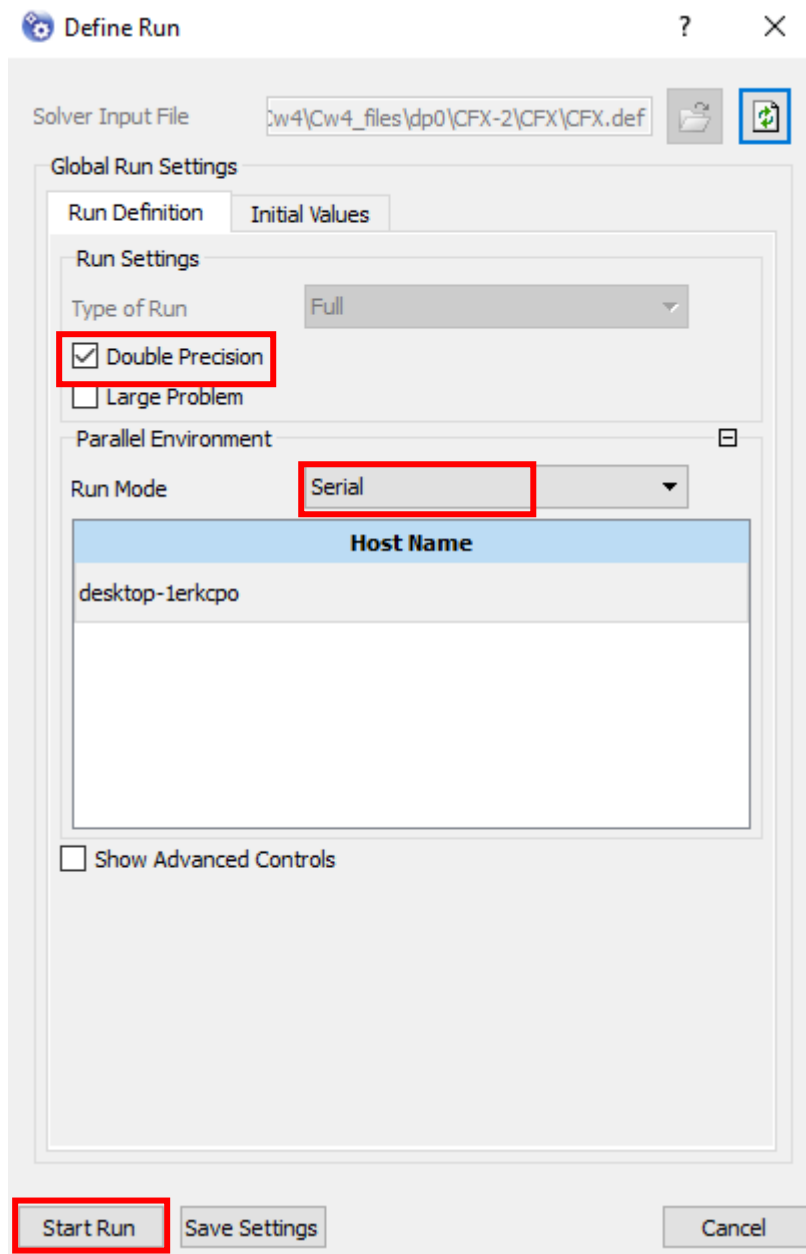 Define Run
?
Solver Input File
:w4\Cw4_files\dp0\CFX-2\CFX\CFX.def
Global Run Settings
Run Definition
Initial Values
Run Settings
Type of Run
Full
Double Precision
Large Problem
Parallel Environment
Run Mode
Serial
Host Name
desktop-1erkcpo
Show Advanced Controls
Start Run
Save Settings
Cancel